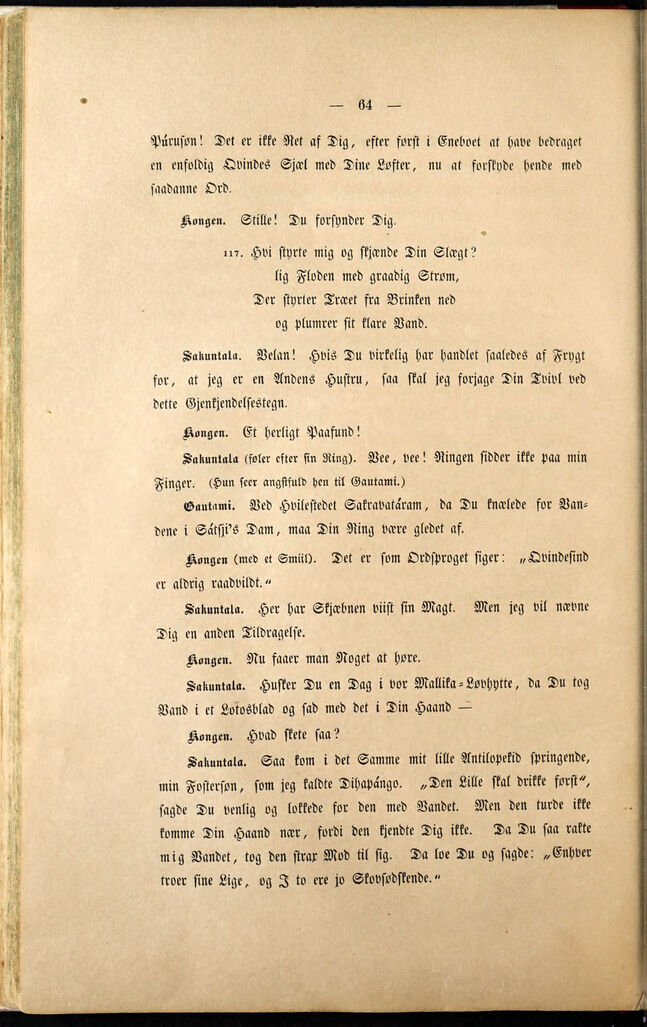 — 64 —
Púrusøn! Det er ikke Ret af Dig, efter først i Eneboet at have bedraget
en enfoldig Qvindes Sjæl med Dine Løfter, nu at forskyde hende med
saadanne Ord.
Kongen. Stille! Du forsynder Dig.
117. Hvi styrte mig og skjænde Din Slægt?
lig Floden med graadig Strøm,
Der styrter Træet fra Brinken ned
og plumrer sit klare Vand.
Sakuntala. Velan! Hvis Du virkelig har handlet saaledes af Frygt
for, at jeg er en Andens Hustru, saa skal jeg forjage Din Tvivl ved
dette Gjenkjendelsestegn.
Kongen. Et herligt Paafund!
Sakuntala (føler efter sin Ring). Vee, vee! Ringen sidder ikke paa min
Finger. (Hun seer angstfuld hen til Gautami.)
Gautami. Ved Hvilestedet Sakravatáram, da Du knælede for Van-
dene i Sátsji's Dam, maa Din Ring være gledet af.
Kongen (med et Smiil). Det er som Ordsproget siger: „Qvindesind
er aldrig raadvildt."
Sakuntala. Her har Skjæbnen viist sin Magt. Men jeg vil nævne
Dig en anden Tildragelse.
Kongen. Nu faaer man Noget at høre.
Sakuntala. Husker Du en Dag i vor Mallika-Løvhytte, da Du tog
Vand i et Lotosblad og sad med det i Din Haand —
Kongen. Hvad skete saa?
Sakuntala. Saa kom i det Samme mit lille Antilopekid springende,
min Fostersøn, som jeg kaldte Dihapángo. „Den Lille skal drikke først",
sagde Du venlig og lokkede for den med Vandet. Men den turde ikke
komme Din Haand nær, fordi den kjendte Dig ikke. Da Du saa rakte
mig Vandet, tog den strax Mod til sig. Da loe Du og sagde: „Enhver
troer sine Lige, og I to ere jo Skovsødskende."